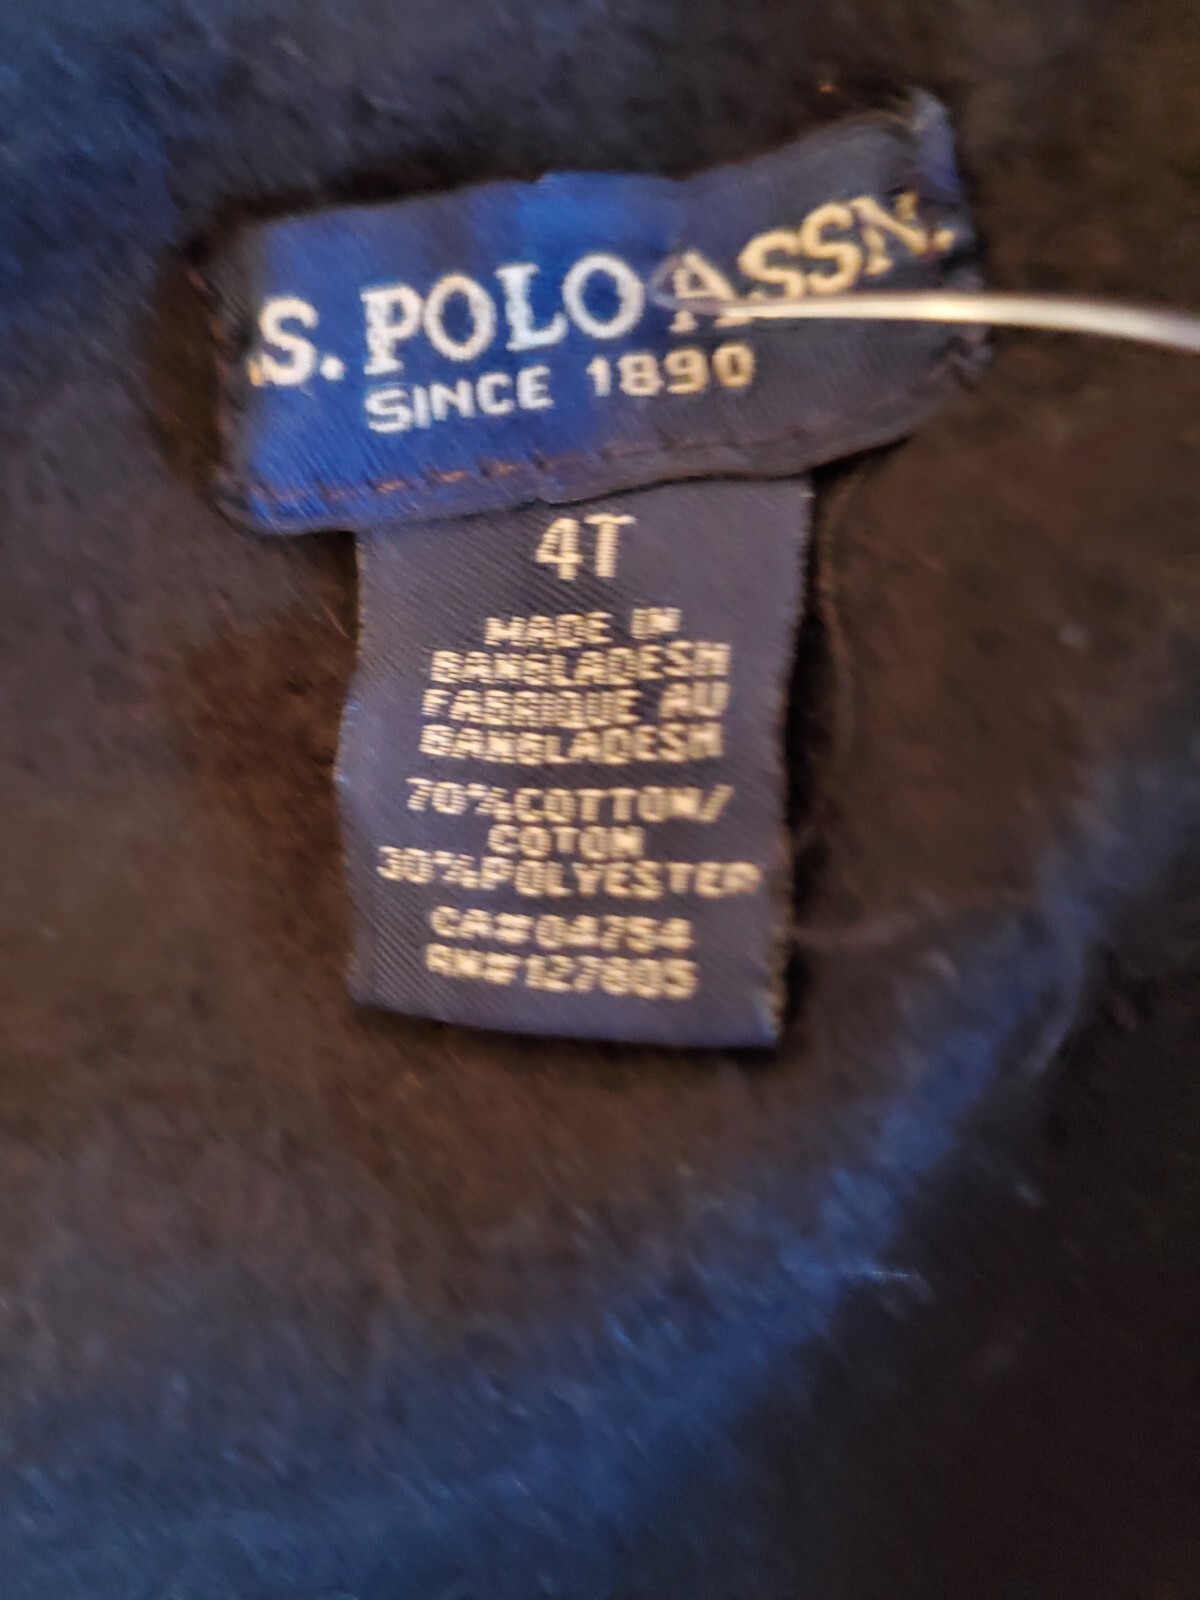 .S. POLO ASSN.
SINCE 1890
4T
MADE IN
BANGLADESH
FABRIQUE AU
BANGLADESH
70%COTTON/
COTON
30%POLYESTER
CA#04754
RN#127805